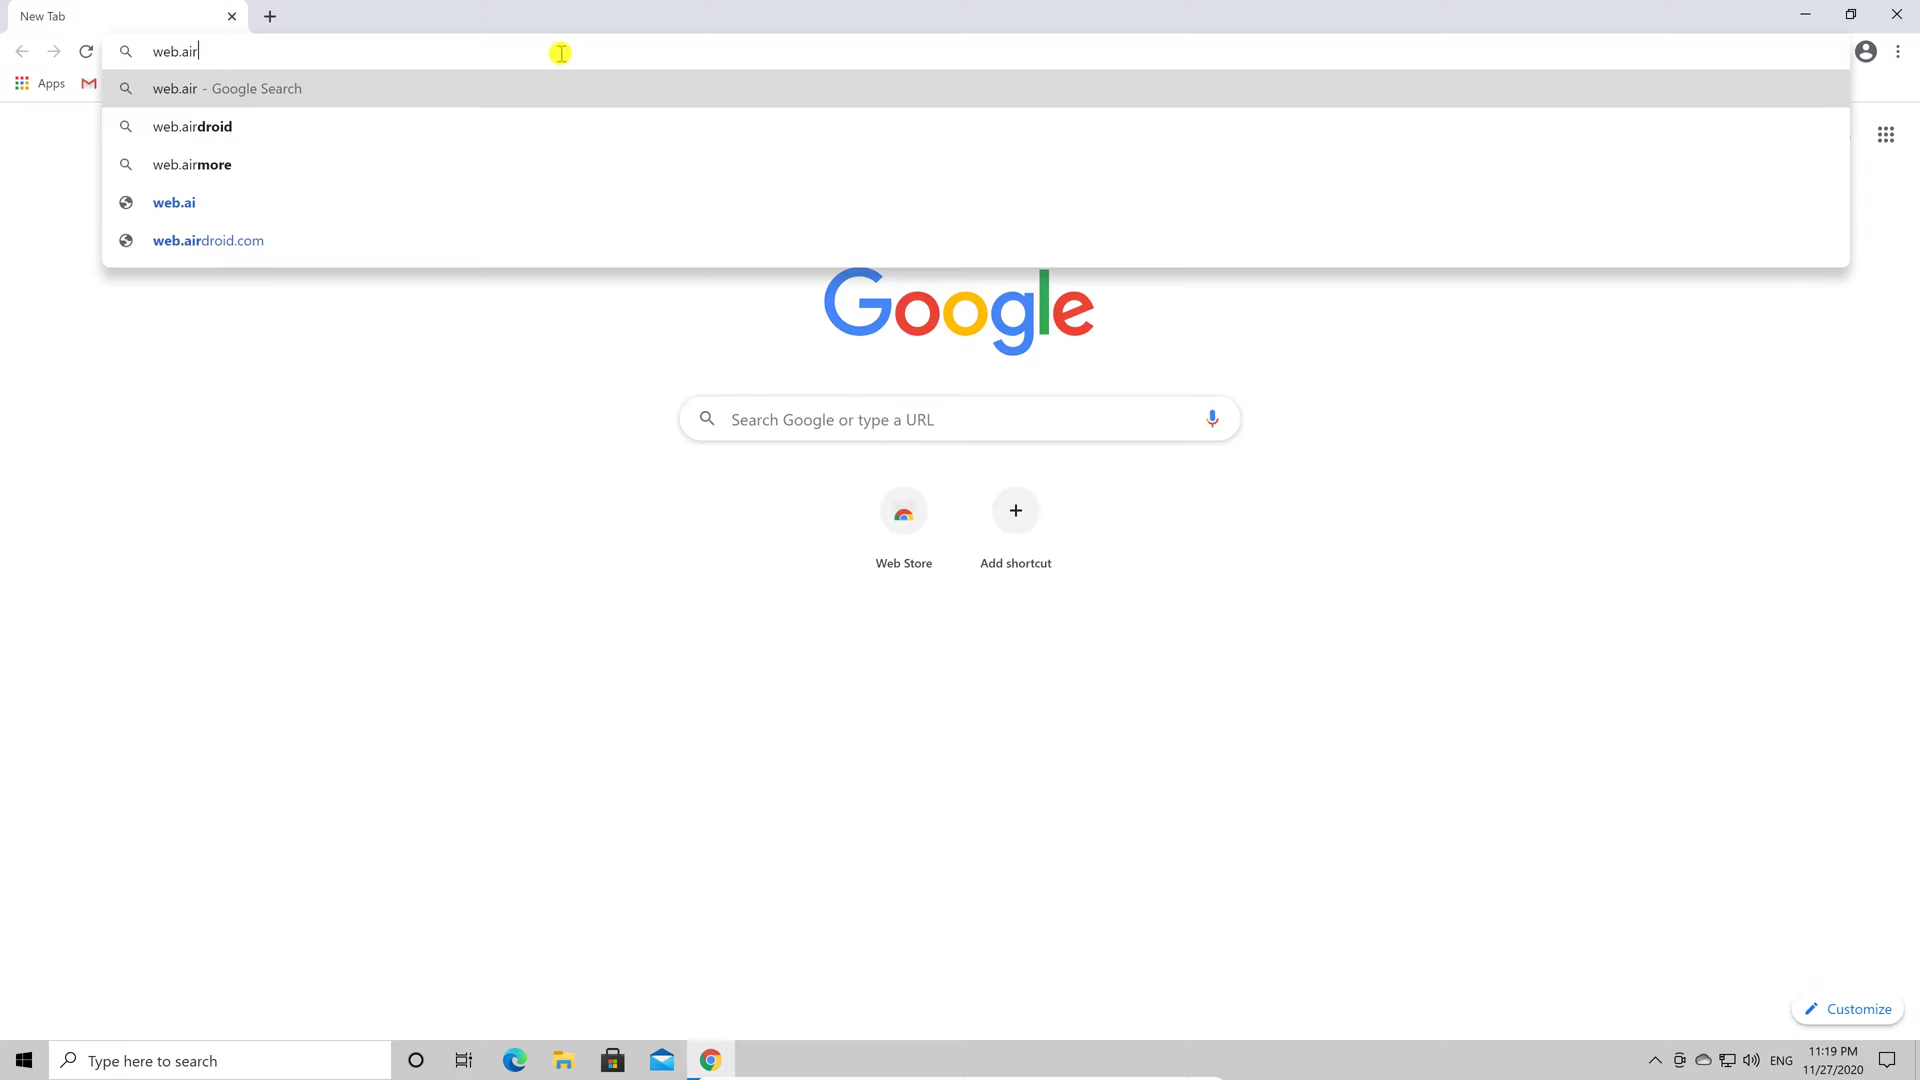 New Tab
web.air
Apps
web.air - Google Search
web.airdroid
web.airmore
web.ai
web.airdroid.com
Google
Search Google or type a URL
Web Store
Add shortcut
Customize
Type here to search
ENG
11:19 PM
11/27/2020